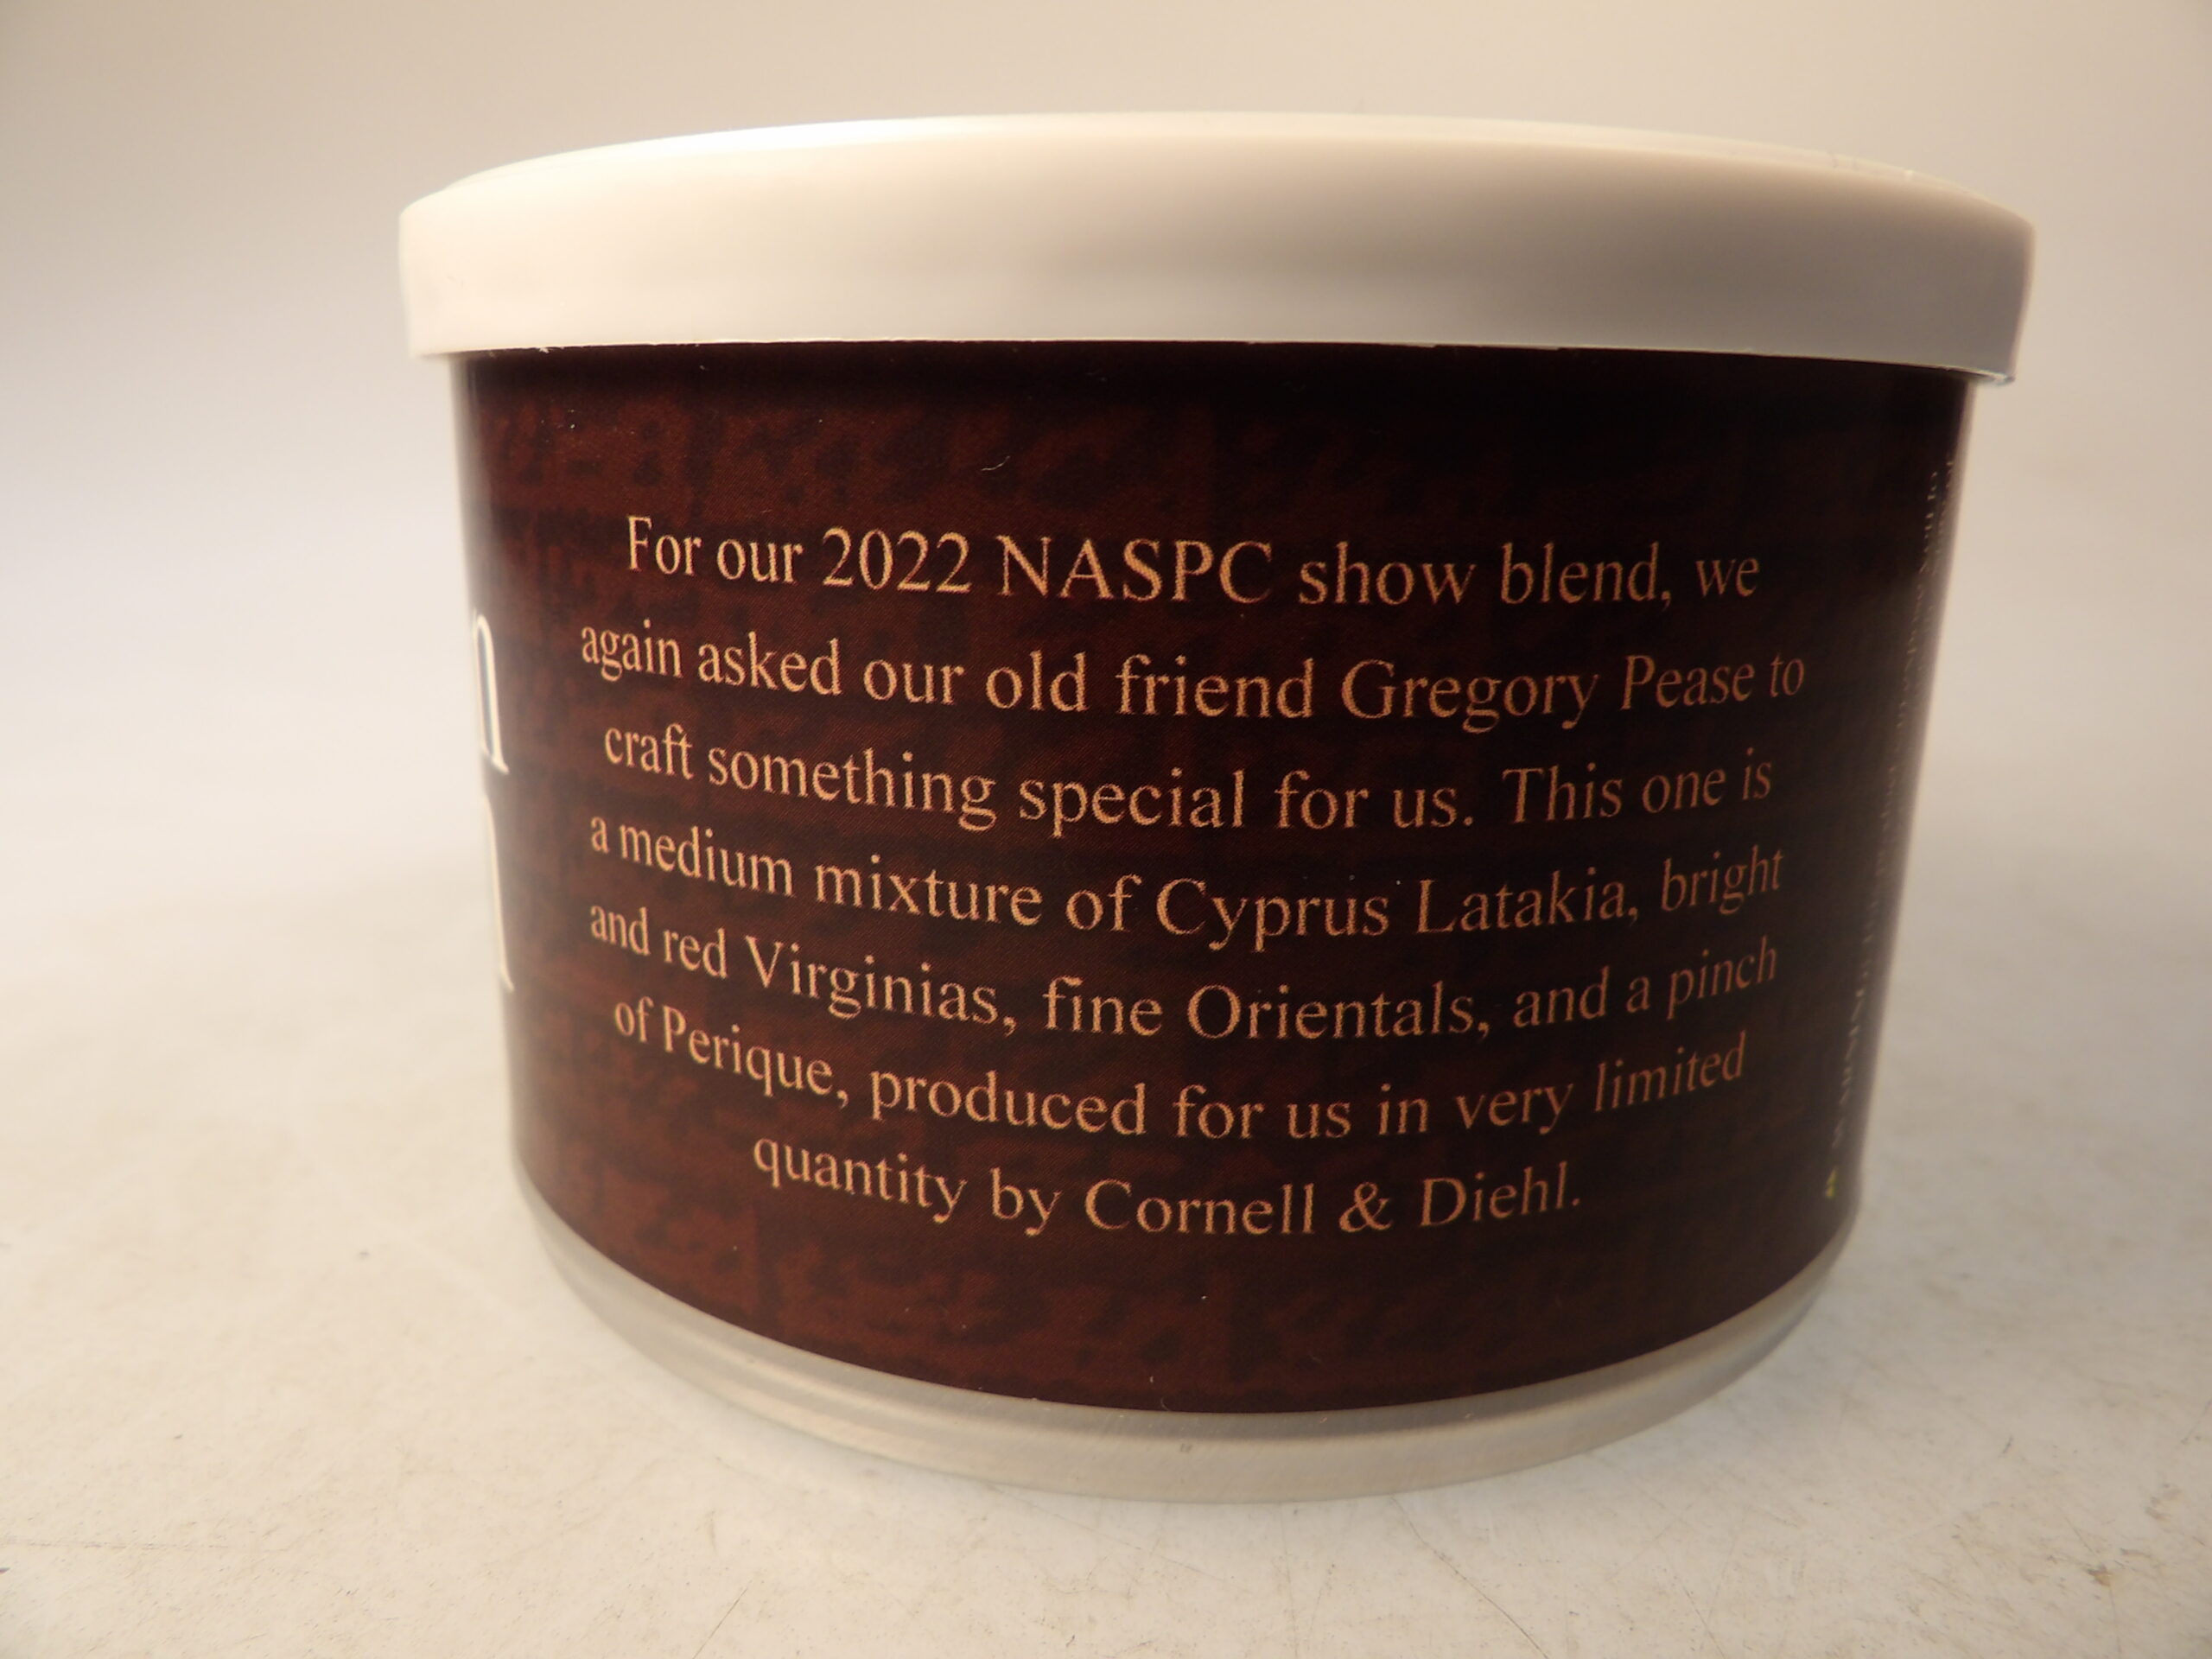 For our 2022 NASPC show blend, we
again asked our old friend Gregory Pease to
craft something special for us. This one is
a medium mixture of Cyprus Latakia, bright
and red Virginias, fine Orientals, and a pinch
of Perique, produced for us in very limited
quantity by Cornell & Diehl.